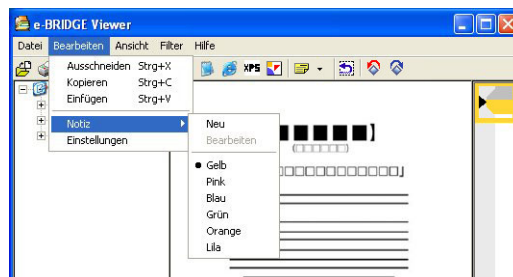 e-BRIDGE Viewer
Datei Bearbeiten Ansicht Filter Hilfe
XPS
Ausschneiden Strg+X
Kopieren Strg+C
Einfügen Strg+V
Notiz
Einstellungen
Neu
Bearbeiten
Gelb
Pink
Blau
Grün
Orange
Lila